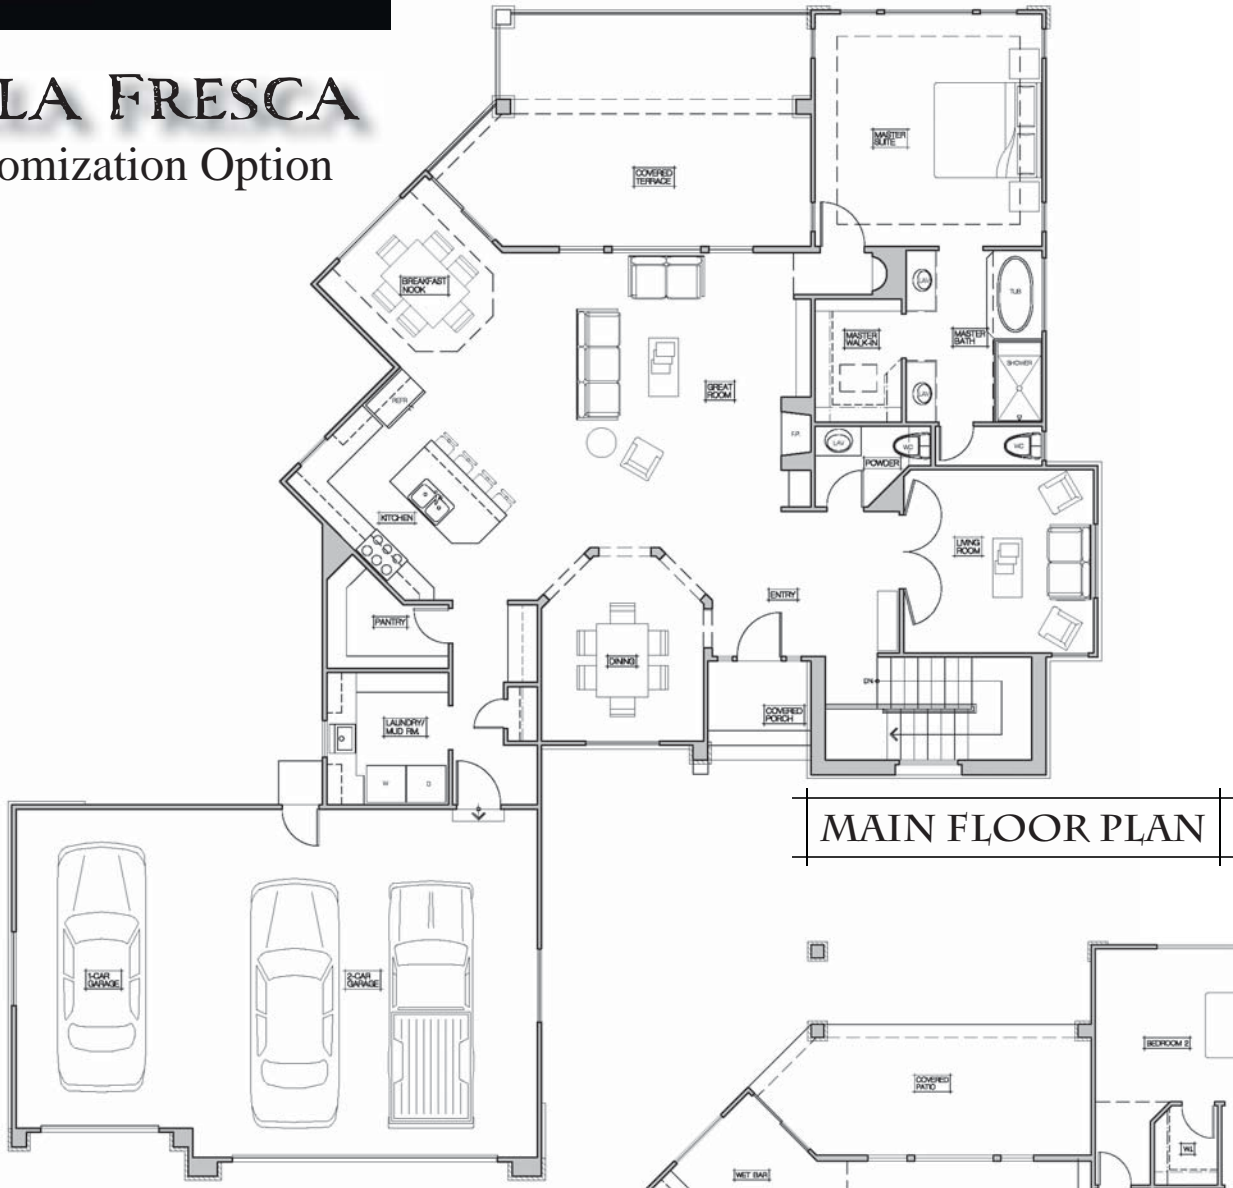 LA FRESCA
omization Option
MASTER
SUITE
COVERED
TERRACE
BREAKFAST
NOOK
LAV
TUB
MASTER
WALK-IN
MASTER
BATH
SHOWER
GREAT
ROOM
REFR
LAV
F.P.
LAV
WC
WC
POWDER
KITCHEN
LIVING
ROOM
ENTRY
PANTRY
DINING
DN
COVERED
PORCH
LAUNDRY/
MUD RM.
W
D
MAIN FLOOR PLAN
1-CAR
GARAGE
2-CAR
GARAGE
BEDROOM 2
COVERED
PATIO
W.I.
WET BAR